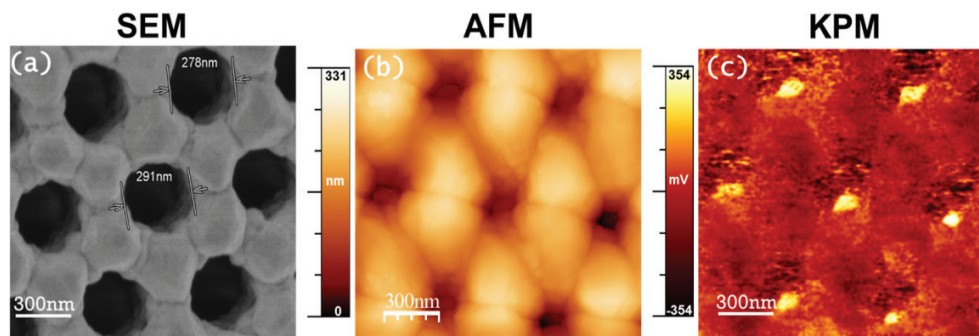 SEM
AFM
KPM
(a)
278nm
291nm
300nm
331
nm
0
(b)
300nm
354
mV
-354
(c)
300nm